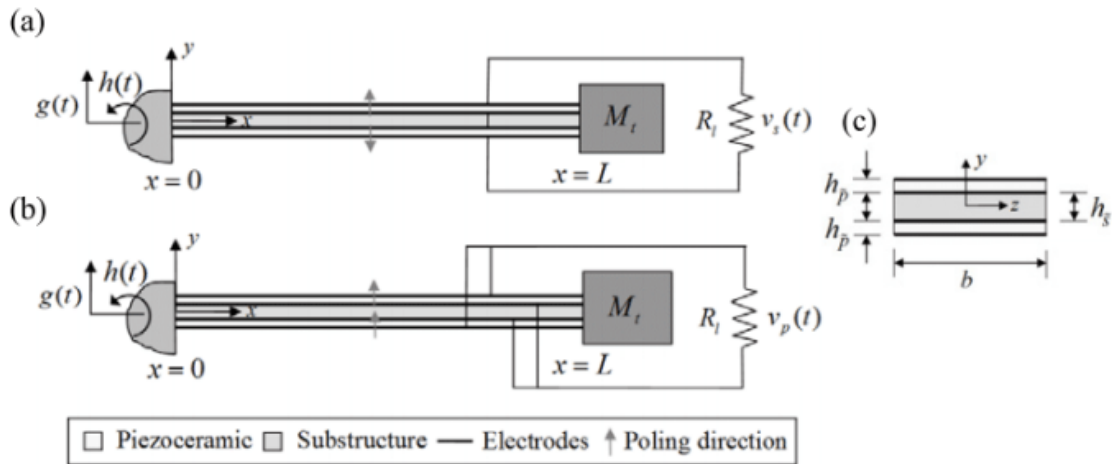 (a)
y
h(t)
g(t)
x
M_t
R_l
v_s(t)
x = 0
x = L
(b)
y
h(t)
g(t)
x
M_t
R_l
v_p(t)
x = 0
x = L
(c)
y
h_p̃
z
h_s̃
h_p̃
b
Piezoceramic Substructure Electrodes Poling direction